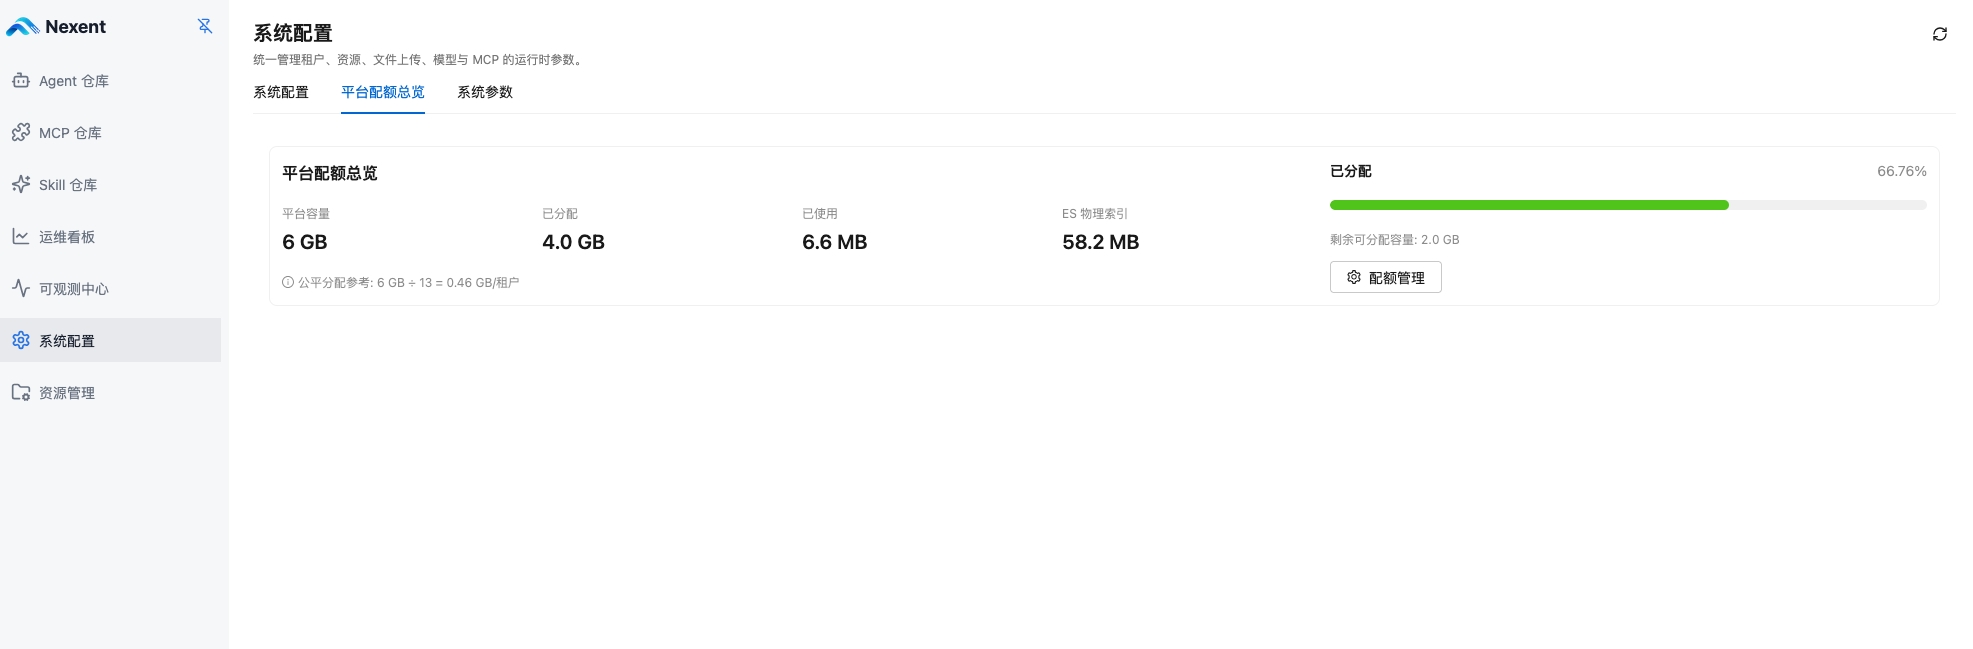 Nexent
Agent 仓库
MCP 仓库
Skill 仓库
运维看板
可观测中心
系统配置
资源管理
系统配置
统一管理租户、资源、文件上传、模型与 MCP 的运行时参数。
系统配置 平台配额总览 系统参数
平台配额总览
平台容量 已分配 已使用 ES 物理索引
6 GB 4.0 GB 6.6 MB 58.2 MB
公平分配参考: 6 GB ÷ 13 = 0.46 GB/租户
已分配 66.76%
剩余可分配容量: 2.0 GB
配额管理